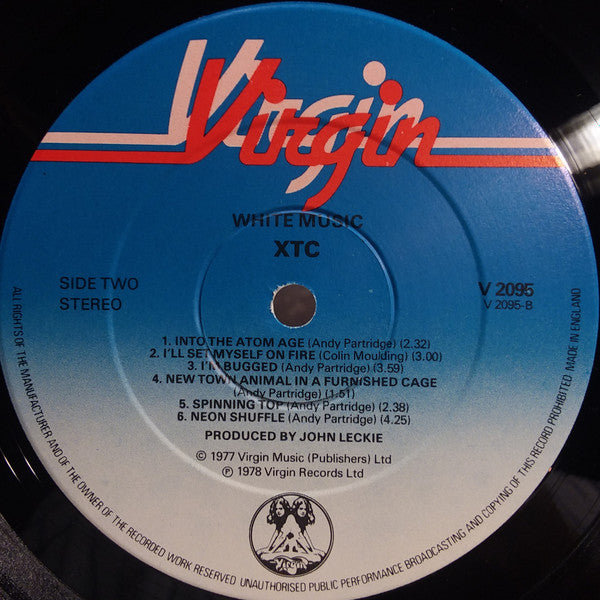 Virgin
Virgin
WHITE MUSIC
XTC
SIDE TWO
STEREO
V 2095
V 2095-B
1. INTO THE ATOM AGE (Andy Partridge) (2.32)
2. I'LL SET MYSELF ON FIRE (Colin Moulding) (3.00)
3. I'M BUGGED (Andy Partridge) (3.59)
4. NEW TOWN ANIMAL IN A FURNISHED CAGE
(Andy Partridge) (1.51)
5. SPINNING TOP (Andy Partridge) (2.38)
6. NEON SHUFFLE (Andy Partridge) (4.25)
PRODUCED BY JOHN LECKIE
© 1977 Virgin Music (Publishers) Ltd
℗ 1978 Virgin Records Ltd
Virgin
ALL RIGHTS OF THE MANUFACTURER AND OF THE OWNER OF THE RECORDED WORK RESERVED UNAUTHORISED PUBLIC PERFORMANCE BROADCASTING AND COPYING OF THIS RECORD PROHIBITED MADE IN ENGLAND